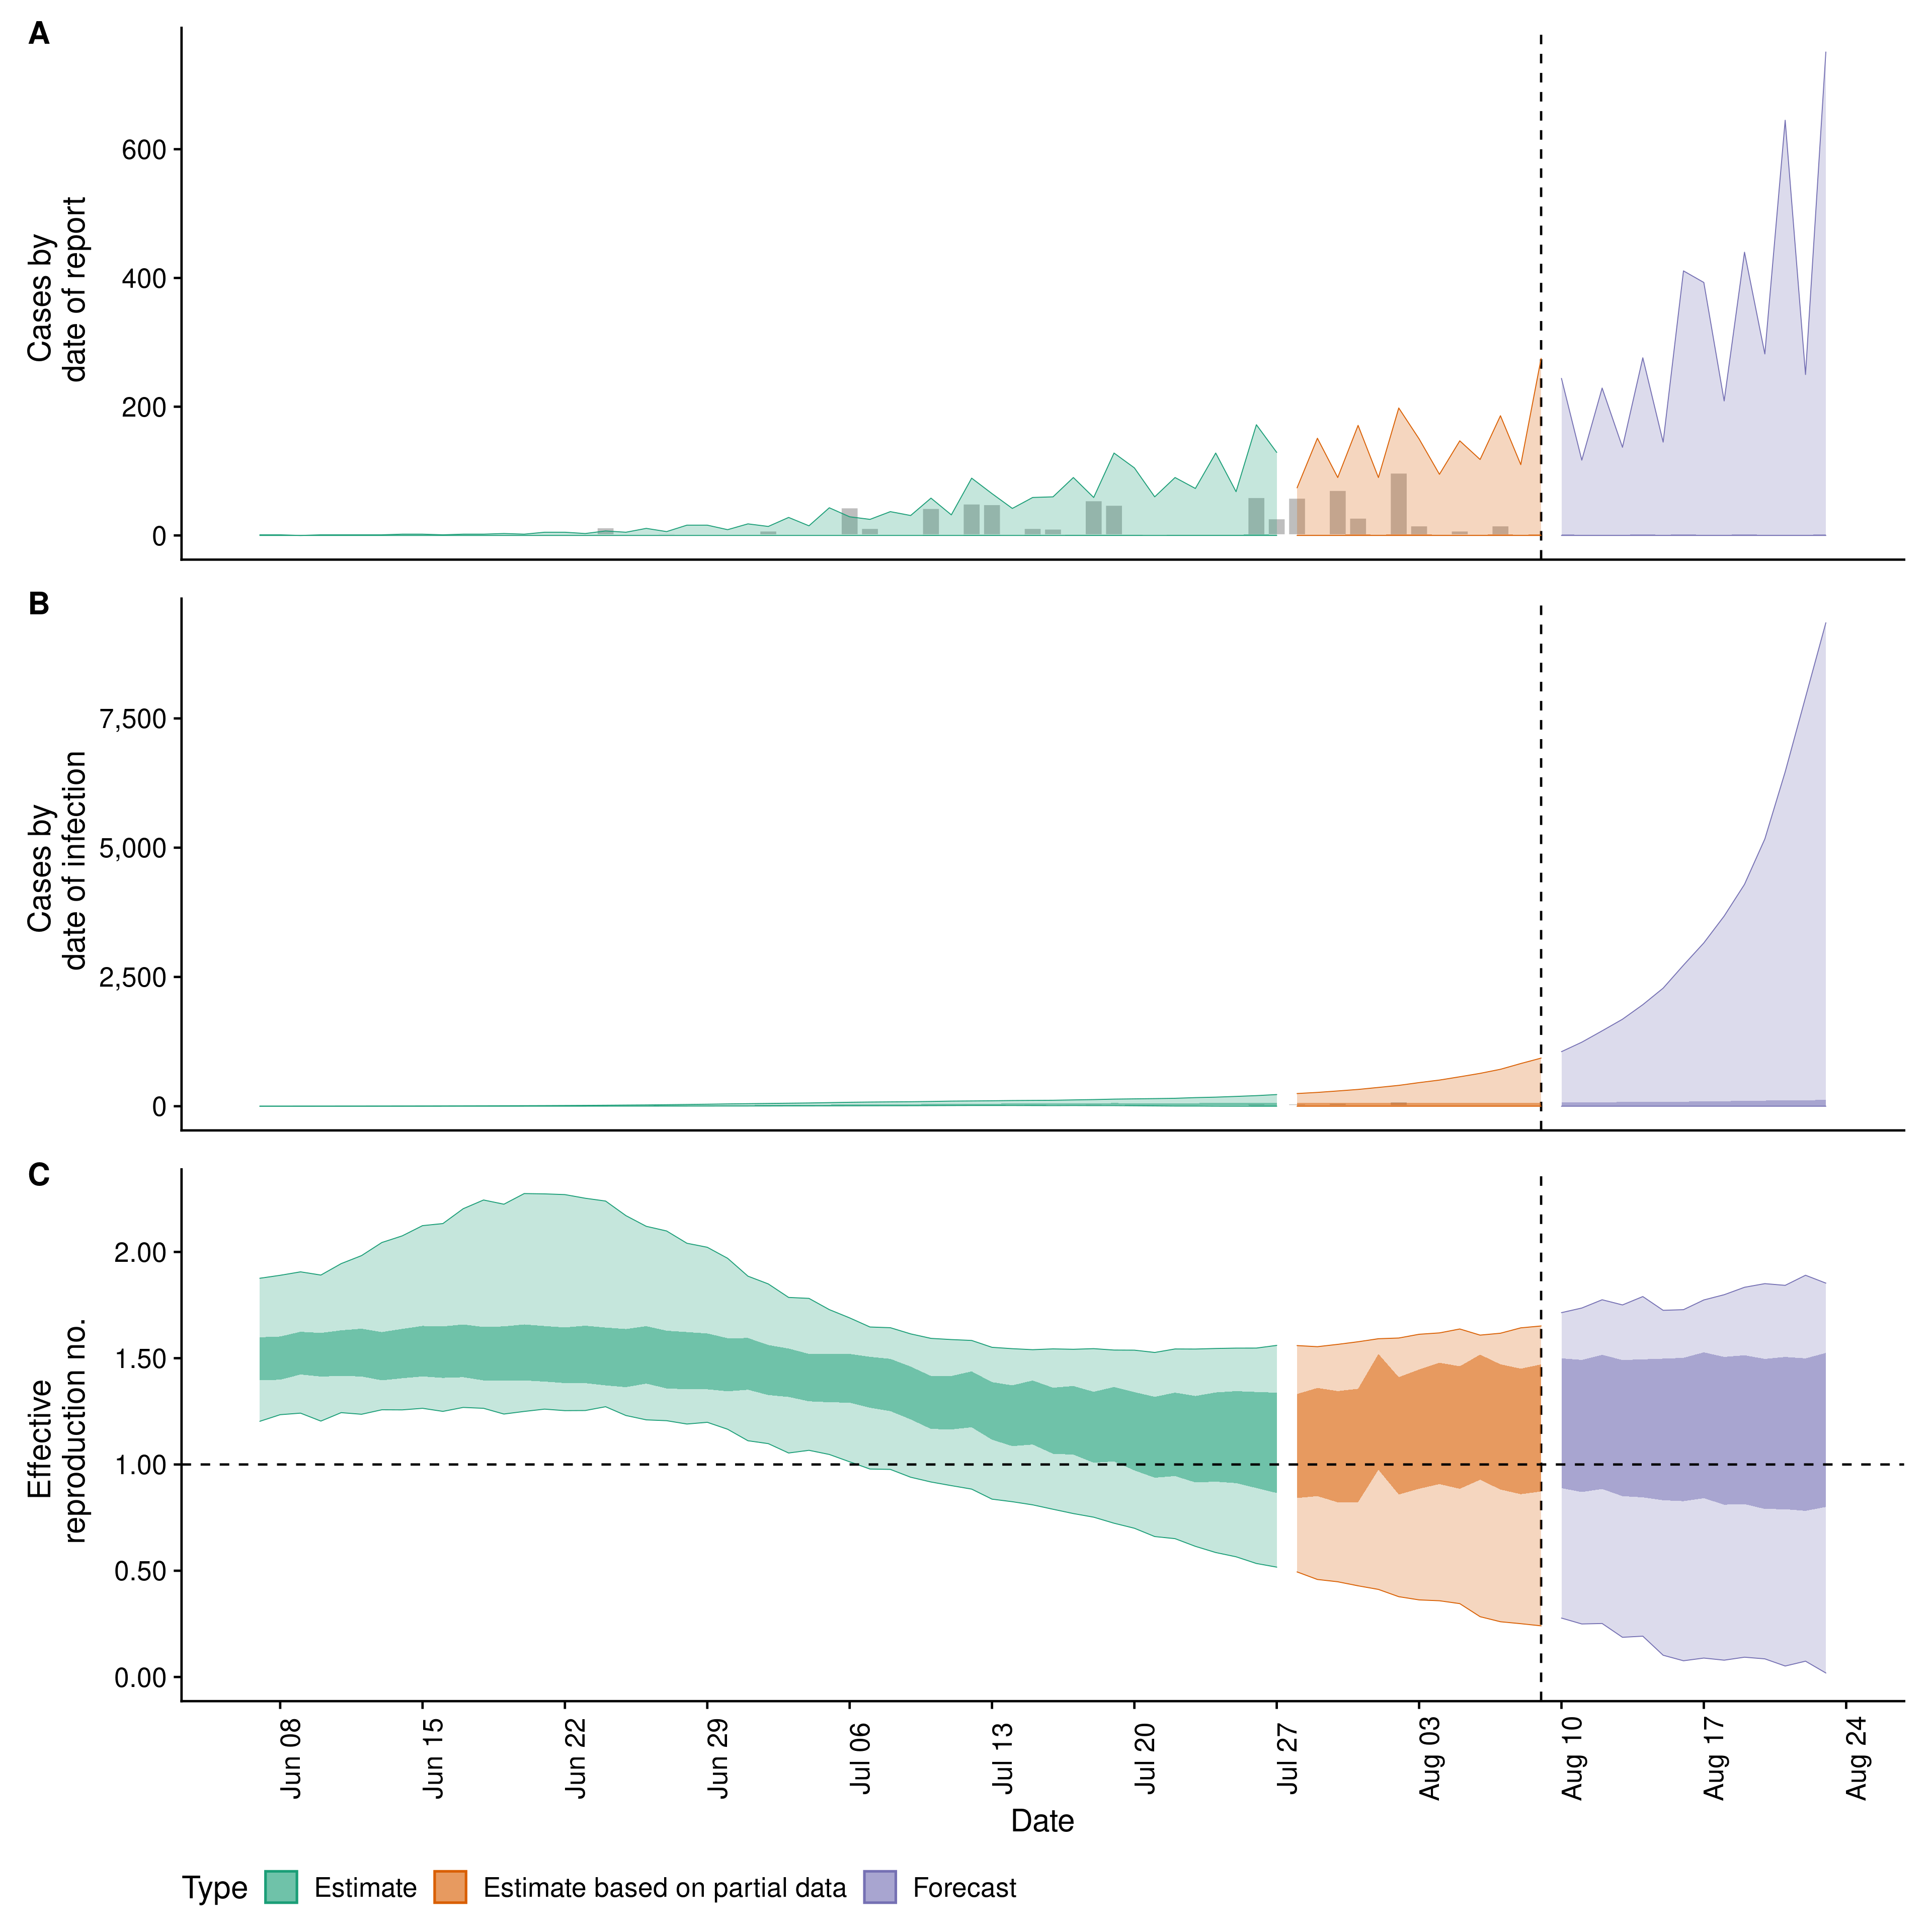 A
Cases by
date of report
600
400
200
0
B
Cases by
date of infection
7,500
5,000
2,500
0
C
Effective
reproduction no.
2.00
1.50
1.00
0.50
0.00
Jun 08
Jun 15
Jun 22
Jun 29
Jul 06
Jul 13
Jul 20
Jul 27
Aug 03
Aug 10
Aug 17
Aug 24
Date
Type Estimate Estimate based on partial data Forecast